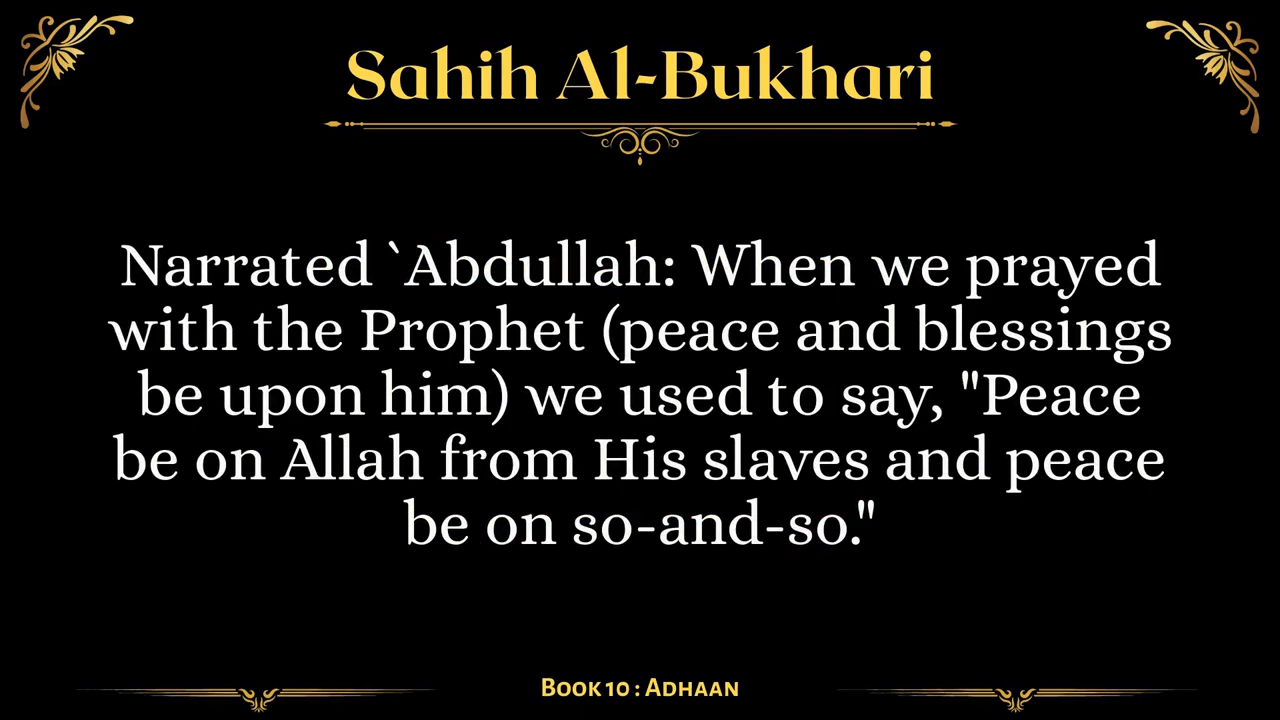 Sahih Al-Bukhari
Narrated `Abdullah: When we prayed
with the Prophet (peace and blessings
be upon him) we used to say, "Peace
be on Allah from His slaves and peace
be on so-and-so."
Book 10 : Adhaan